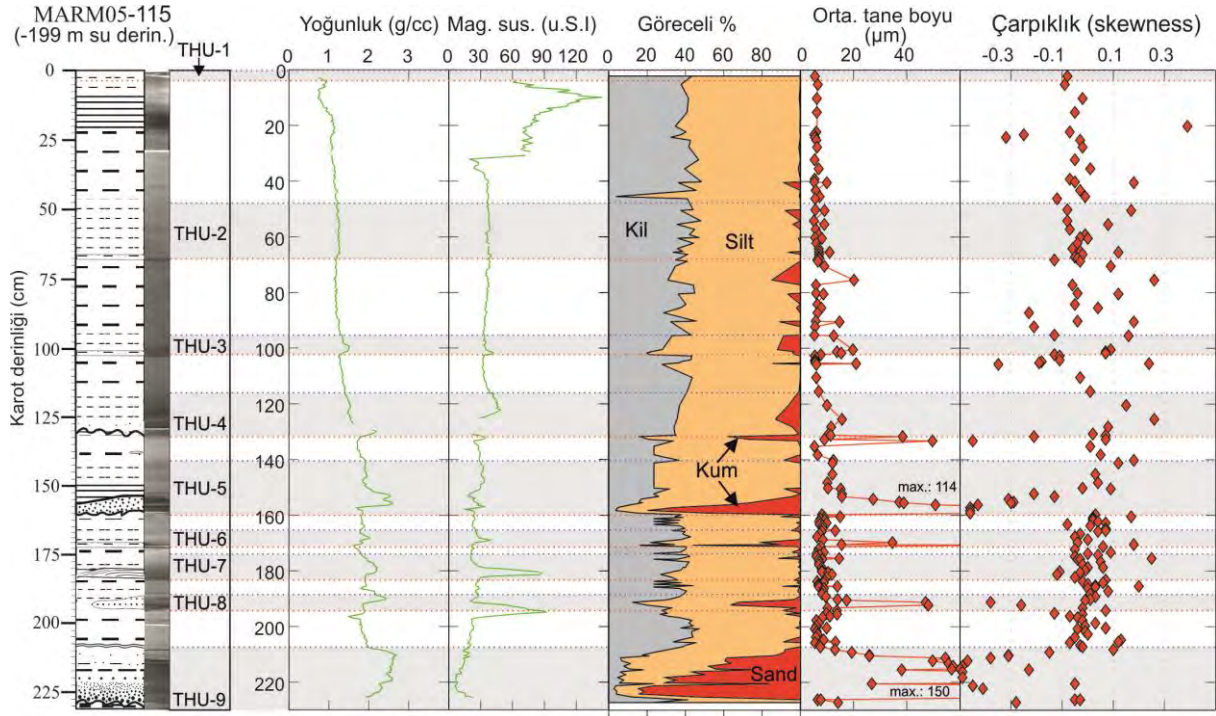 MARM05-115
(-199 m su derin.)
THU-1
Yoğunluk (g/cc)
Mag. sus. (u.S.I)
Göreceli %
Orta. tane boyu
(µm)
Çarpıklık (skewness)
0 1 2 3
0 30 60 90 120
0 20 40 60 80 100
0 20 40
-0.3 -0.1 0.1 0.3
Karot derinliği (cm)
0
25
50
75
100
125
150
175
200
225
THU-2
THU-3
THU-4
THU-5
THU-6
THU-7
THU-8
THU-9
0
20
40
60
80
100
120
140
160
180
200
220
Kil
Silt
Kum
Sand
max.: 114
max.: 150